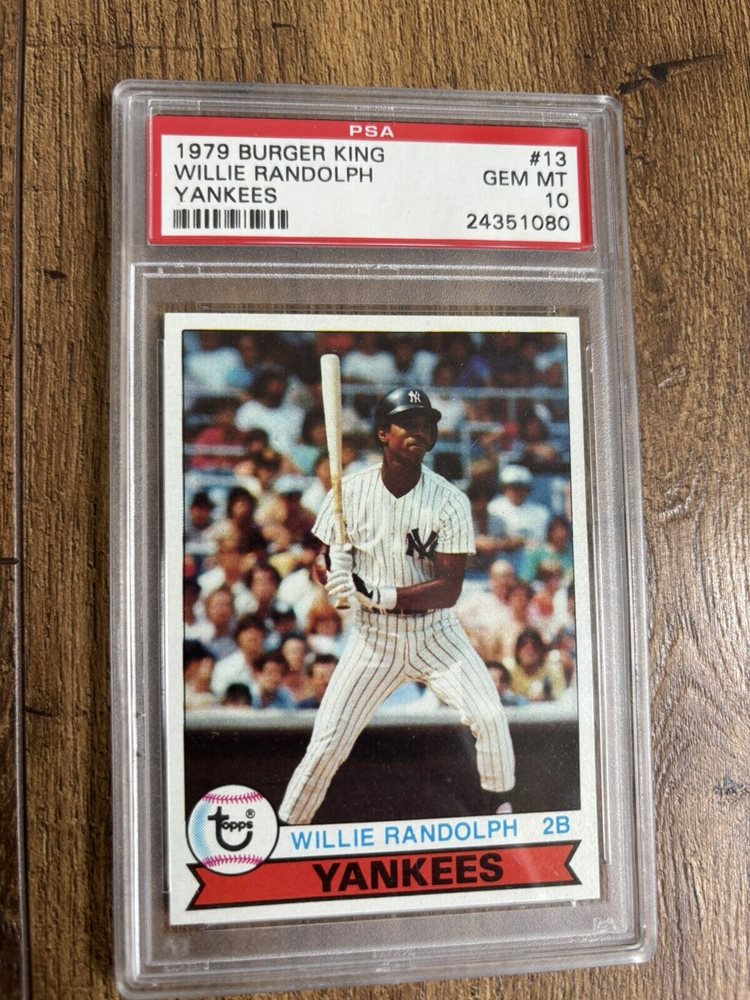 PSA
1979 BURGER KING #13
WILLIE RANDOLPH GEM MT
YANKEES 10
24351080
NY
NY
topps®
WILLIE RANDOLPH 2B
YANKEES